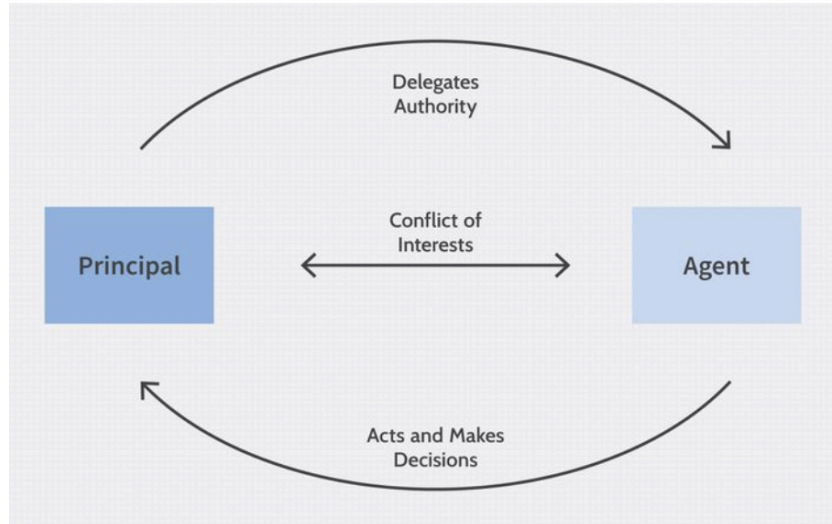 Delegates
Authority
Conflict of
Interests
Principal
Agent
Acts and Makes
Decisions